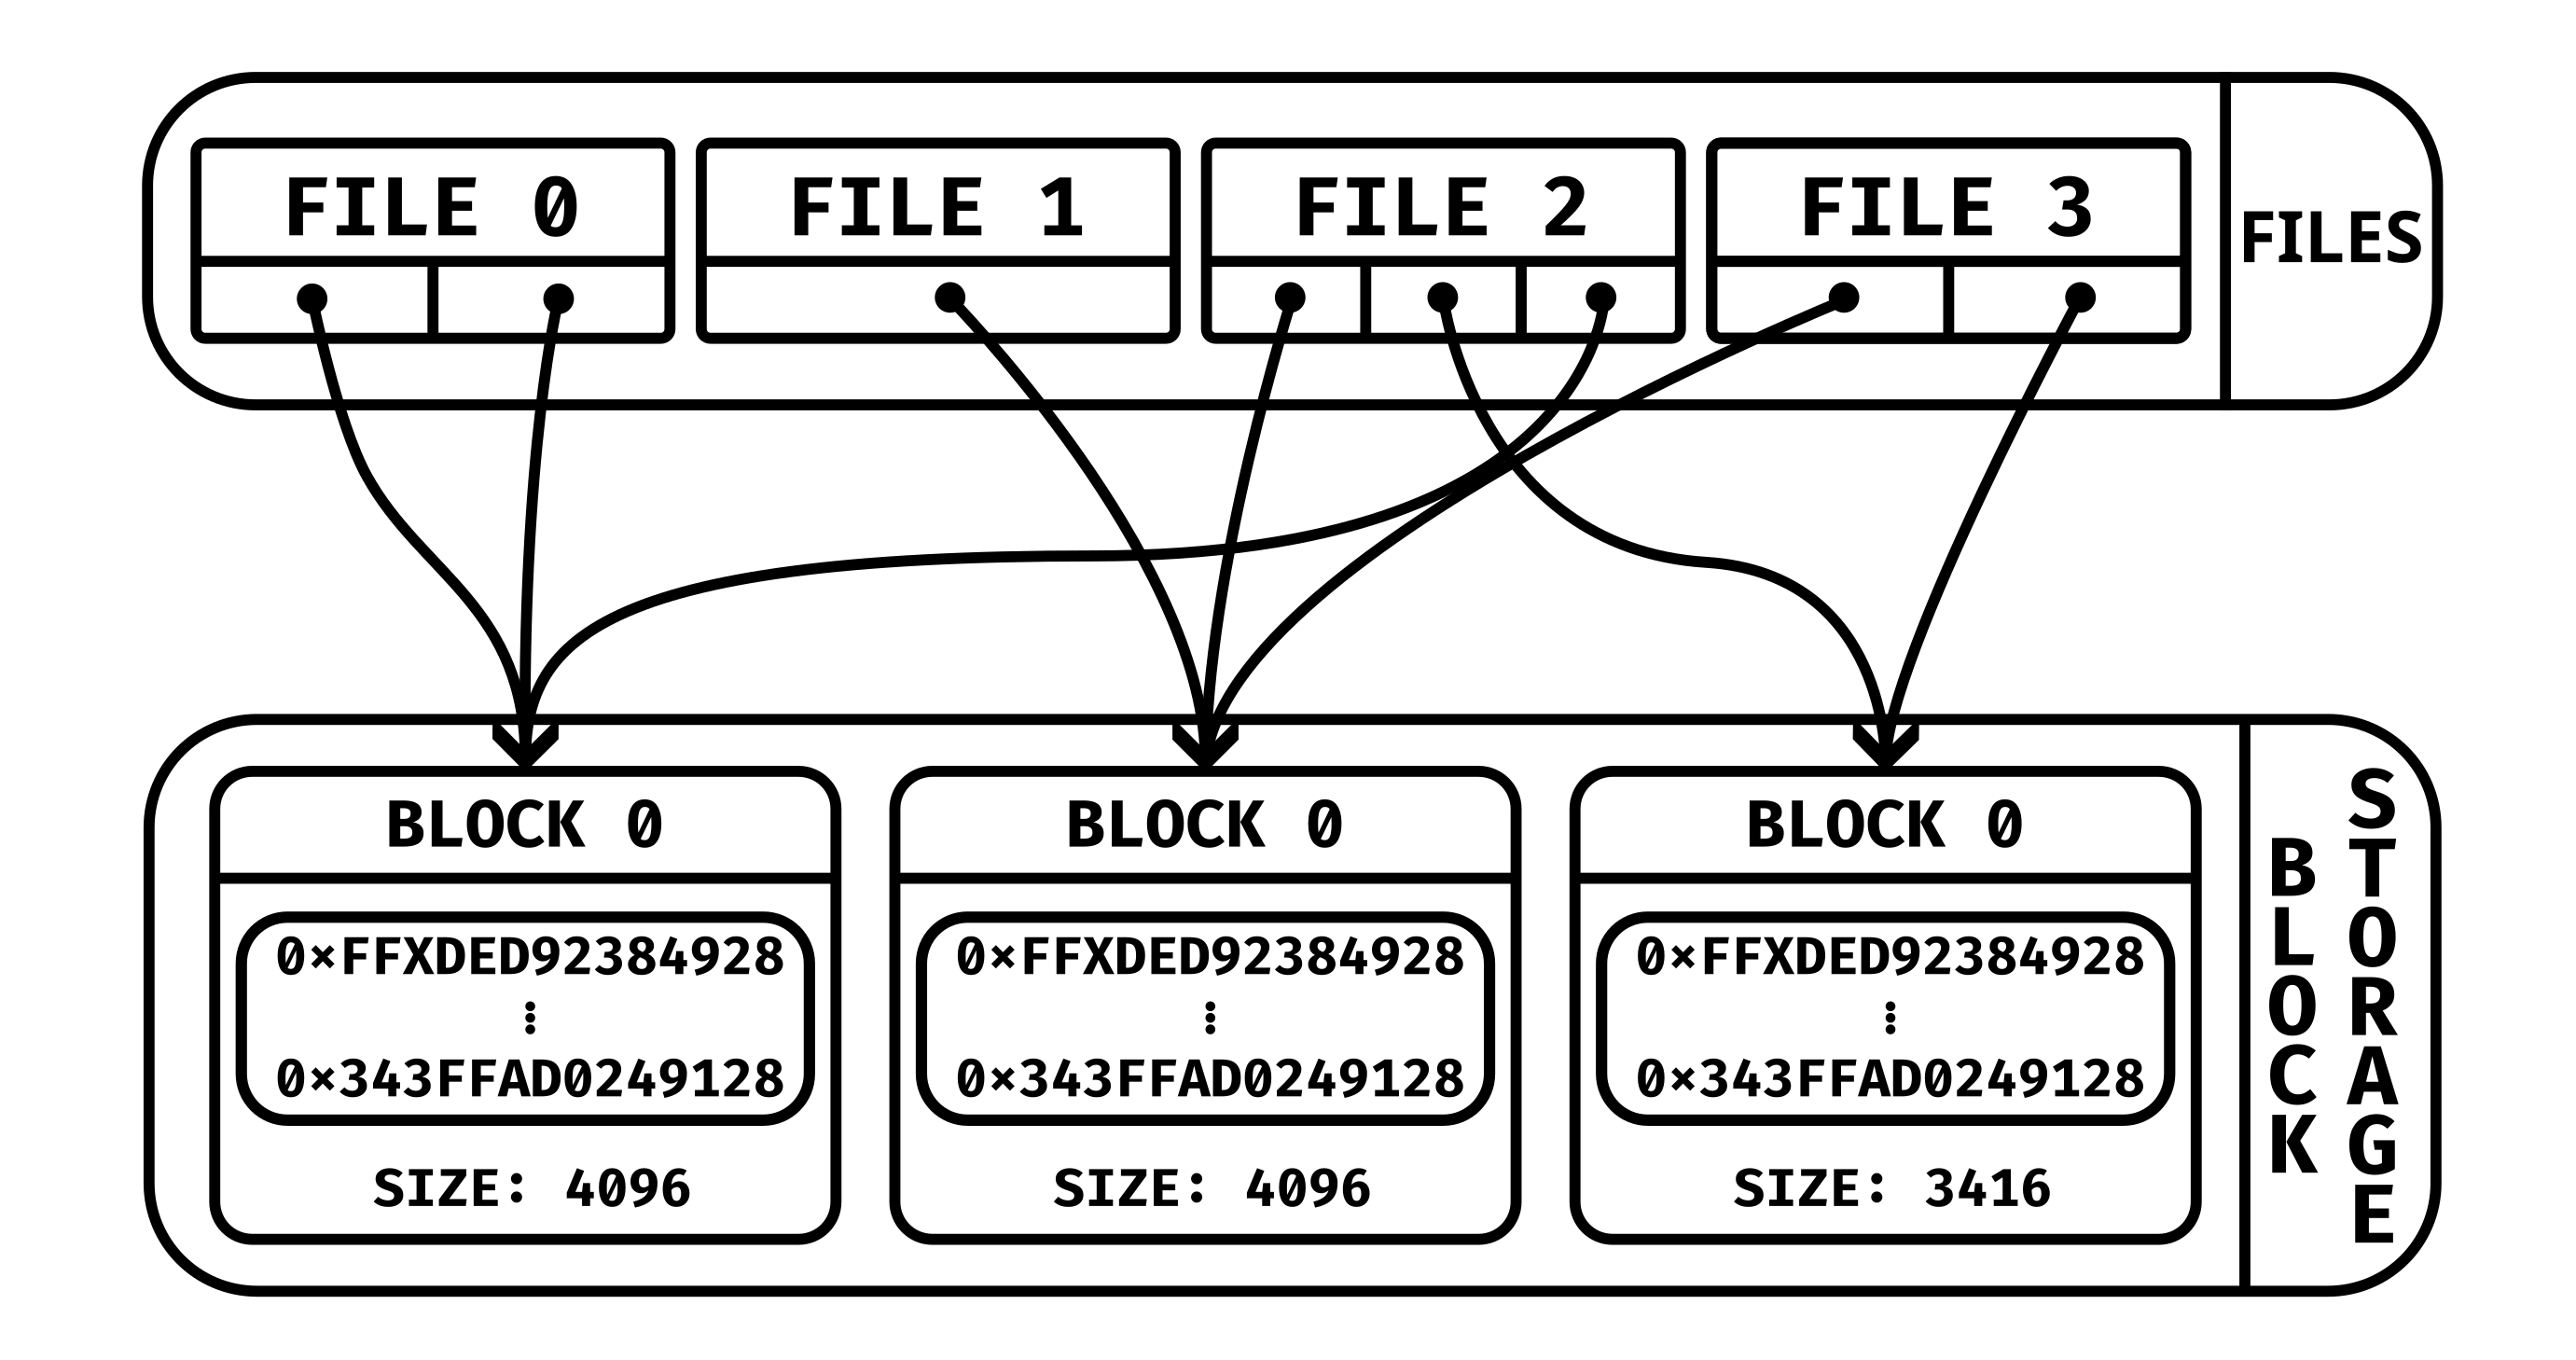 FILE 0
FILE 1
FILE 2
FILE 3
FILES
BLOCK 0
0×FFXDED92384928
⋮
0×343FFAD0249128
SIZE: 4096
BLOCK 0
0×FFXDED92384928
⋮
0×343FFAD0249128
SIZE: 4096
BLOCK 0
0×FFXDED92384928
⋮
0×343FFAD0249128
SIZE: 3416
BLOCK
STORAGE